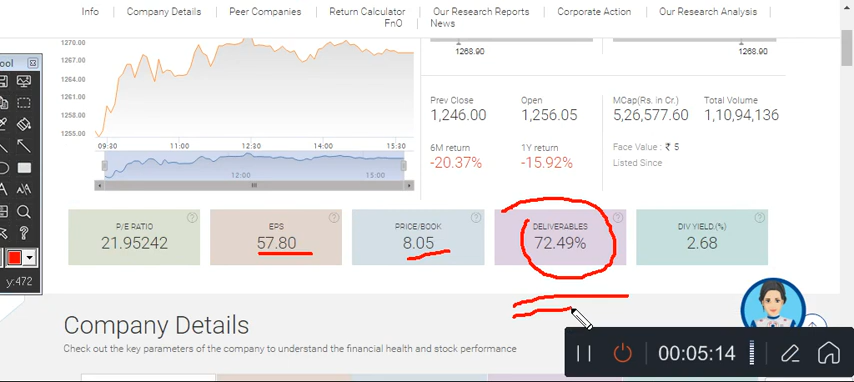 Info
Company Details
Peer Companies
Return Calculator
Our Research Reports
Corporate Action
Our Research Analysis
FnO
News
ool
1270.00
1267.00
1264.00
1261.00
1258.00
1255.00
09:30
11:00
12:30
14:00
15:30
12:00
15:00
1268.90
1268.90
Prev Close
1,246.00
Open
1,256.05
MCap(Rs. in Cr.)
5,26,577.60
Total Volume
1,10,94,136
6M return
-20.37%
1Y return
-15.92%
Face Value : ₹ 5
Listed Since
P/E RATIO
21.95242
EPS
57.80
PRICE/BOOK
8.05
DELIVERABLES
72.49%
DIV YIELD.(%)
2.68
y:472
Company Details
Check out the key parameters of the company to understand the financial health and stock performance
00:05:14